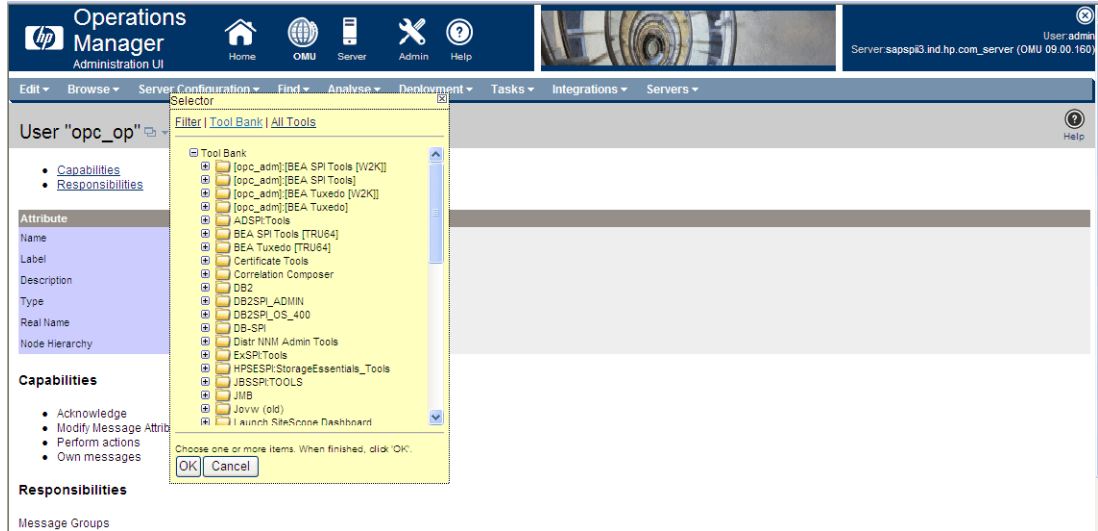 hp
Operations
Manager
Administration UI
Home OMU Server Admin Help
User:admin
Server:sapspii3.ind.hp.com_server (OMU 09.00.160)
Edit Browse Server Configuration Find Analyse Deployment Tasks Integrations Servers
Selector
User "opc_op"
Help
Filter | Tool Bank | All Tools
Capabilities
Responsibilities
Tool Bank
[opc_adm]:[BEA SPI Tools [W2K]]
[opc_adm]:[BEA SPI Tools]
[opc_adm]:[BEA Tuxedo [W2K]]
[opc_adm]:[BEA Tuxedo]
ADSPI:Tools
BEA SPI Tools [TRU64]
BEA Tuxedo [TRU64]
Certificate Tools
Correlation Composer
DB2
DB2SPI_ADMIN
DB2SPI_OS_400
DB-SPI
Distr NNM Admin Tools
ExSPI:Tools
HPSESPI:StorageEssentials_Tools
JBSSPI:TOOLS
JMB
Jovw (old)
Launch SiteScope Dashboard
Choose one or more items. When finished, click 'OK'.
OK Cancel
Attribute
Name
Label
Description
Type
Real Name
Node Hierarchy
Capabilities
Acknowledge
Modify Message Attrib
Perform actions
Own messages
Responsibilities
Message Groups